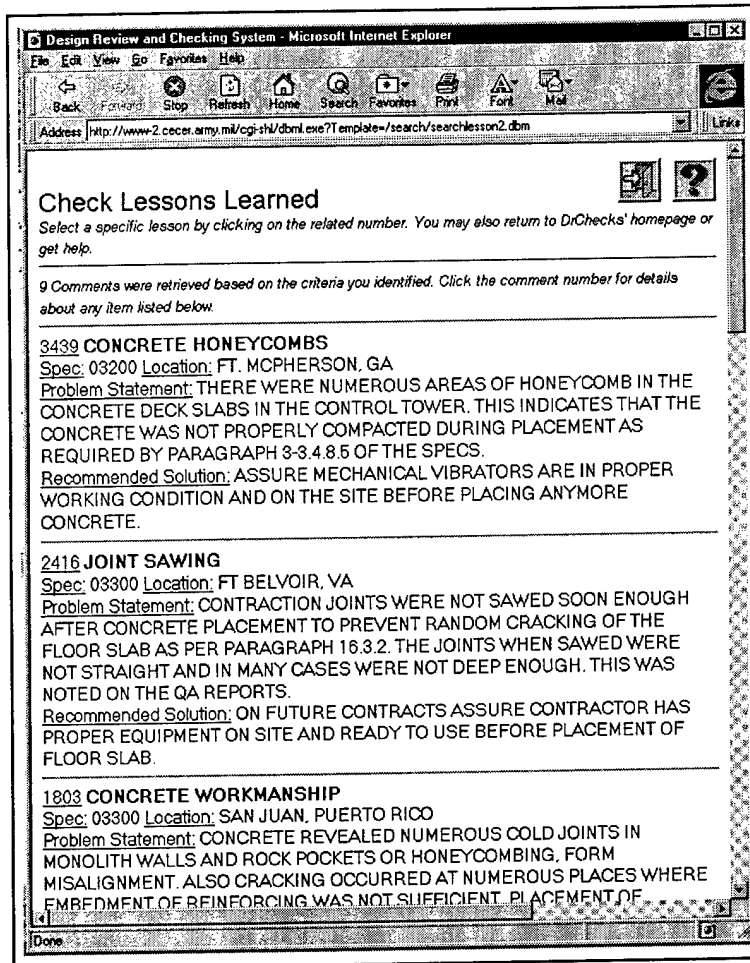 Design Review and Checking System - Microsoft Internet Explorer
File Edit View Go Favorites Help
Back Forward Stop Refresh Home Search Favorites Print Font Mail
Address http://www-2.cecer.army.mil/cgi-shl/dbml.exe?Template=/search/searchlesson2.dbm Links
Check Lessons Learned
Select a specific lesson by clicking on the related number. You may also return to DrChecks' homepage or
get help.
9 Comments were retrieved based on the criteria you identified. Click the comment number for details
about any item listed below.
3439 CONCRETE HONEYCOMBS
Spec: 03200 Location: FT. MCPHERSON, GA
Problem Statement: THERE WERE NUMEROUS AREAS OF HONEYCOMB IN THE
CONCRETE DECK SLABS IN THE CONTROL TOWER. THIS INDICATES THAT THE
CONCRETE WAS NOT PROPERLY COMPACTED DURING PLACEMENT AS
REQUIRED BY PARAGRAPH 3-3.4.8.5 OF THE SPECS.
Recommended Solution: ASSURE MECHANICAL VIBRATORS ARE IN PROPER
WORKING CONDITION AND ON THE SITE BEFORE PLACING ANYMORE
CONCRETE.
2416 JOINT SAWING
Spec: 03300 Location: FT BELVOIR, VA
Problem Statement: CONTRACTION JOINTS WERE NOT SAWED SOON ENOUGH
AFTER CONCRETE PLACEMENT TO PREVENT RANDOM CRACKING OF THE
FLOOR SLAB AS PER PARAGRAPH 16.3.2. THE JOINTS WHEN SAWED WERE
NOT STRAIGHT AND IN MANY CASES WERE NOT DEEP ENOUGH. THIS WAS
NOTED ON THE QA REPORTS.
Recommended Solution: ON FUTURE CONTRACTS ASSURE CONTRACTOR HAS
PROPER EQUIPMENT ON SITE AND READY TO USE BEFORE PLACEMENT OF
FLOOR SLAB.
1803 CONCRETE WORKMANSHIP
Spec: 03300 Location: SAN JUAN, PUERTO RICO
Problem Statement: CONCRETE REVEALED NUMEROUS COLD JOINTS IN
MONOLITH WALLS AND ROCK POCKETS OR HONEYCOMBING, FORM
MISALIGNMENT. ALSO CRACKING OCCURRED AT NUMEROUS PLACES WHERE
EMBEDMENT OF REINFORCING WAS NOT SUFFICIENT. PLACEMENT OF
Done